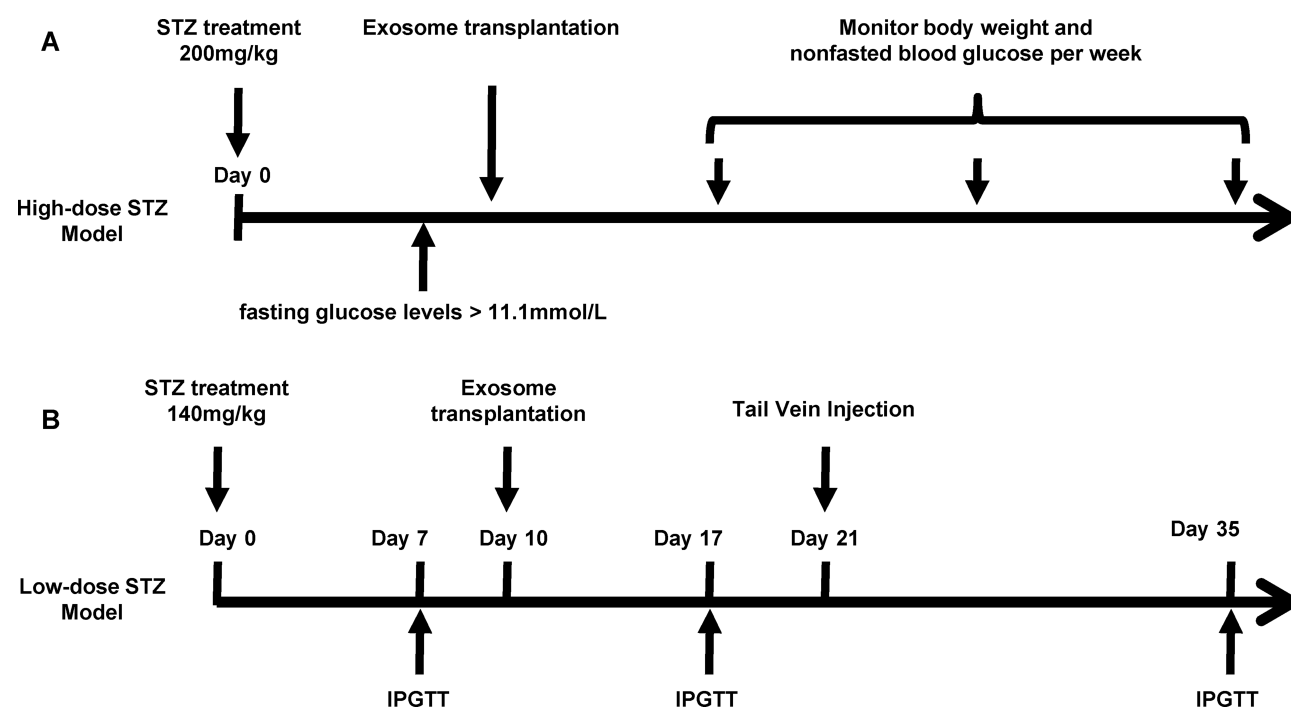 A
STZ treatment
200mg/kg
Exosome transplantation
Monitor body weight and
nonfasted blood glucose per week
Day 0
High-dose STZ
Model
fasting glucose levels > 11.1mmol/L
B
STZ treatment
140mg/kg
Exosome
transplantation
Tail Vein Injection
Day 0
Day 7
Day 10
Day 17
Day 21
Day 35
Low-dose STZ
Model
IPGTT
IPGTT
IPGTT